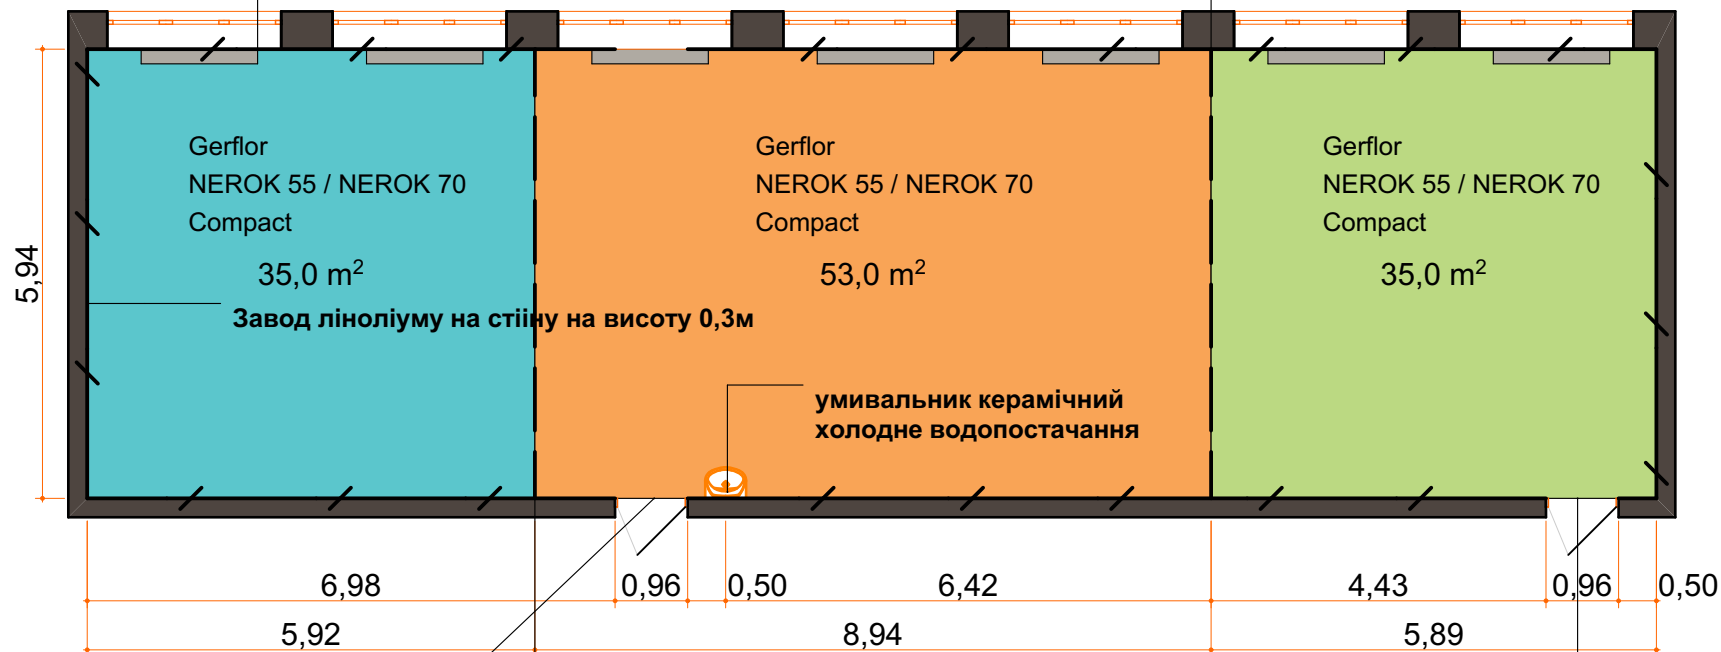 Gerflor
NEROK 55 / NEROK 70
Compact
35,0 m²
Gerflor
NEROK 55 / NEROK 70
Compact
53,0 m²
Gerflor
NEROK 55 / NEROK 70
Compact
35,0 m²
5,94
Завод ліноліуму на стііну на висоту 0,3м
умивальник керамічний
холодне водопостачання
6,98 0,96 0,50 6,42 4,43 0,96 0,50
5,92 8,94 5,89